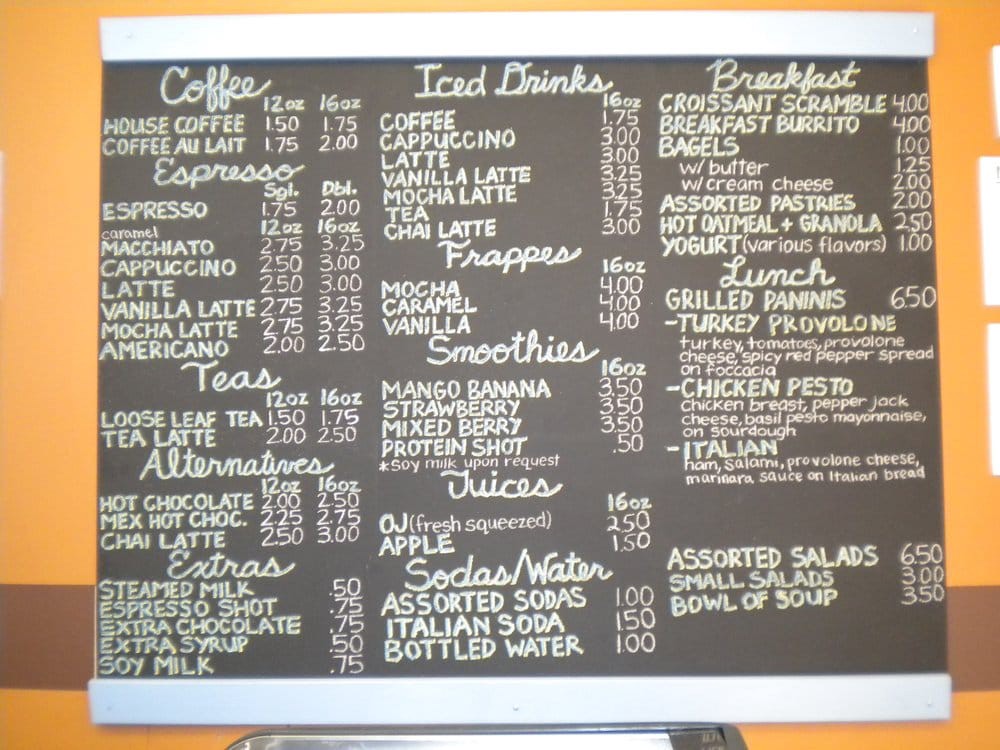 Coffee
12oz 16oz
HOUSE COFFEE 1.50 1.75
COFFEE AU LAIT 1.75 2.00
Espresso
Sgl. Dbl.
ESPRESSO 1.75 2.00
12oz 16oz
caramel
MACCHIATO 2.75 3.25
CAPPUCCINO 2.50 3.00
LATTE 2.50 3.00
VANILLA LATTE 2.75 3.25
MOCHA LATTE 2.75 3.25
AMERICANO 2.00 2.50
Teas
12oz 16oz
LOOSE LEAF TEA 1.50 1.75
TEA LATTE 2.00 2.50
Alternatives
12oz 16oz
HOT CHOCOLATE 2.00 2.50
MEX HOT CHOC. 2.25 2.75
CHAI LATTE 2.50 3.00
Extras
STEAMED MILK .50
ESPRESSO SHOT .75
EXTRA CHOCOLATE .75
EXTRA SYRUP .50
SOY MILK .75
Iced Drinks
16oz
COFFEE 1.75
CAPPUCCINO 3.00
LATTE 3.00
VANILLA LATTE 3.25
MOCHA LATTE 3.25
TEA 1.75
CHAI LATTE 3.00
Frappes
16oz
MOCHA 4.00
CARAMEL 4.00
VANILLA 4.00
Smoothies
16oz
MANGO BANANA 3.50
STRAWBERRY 3.50
MIXED BERRY 3.50
PROTEIN SHOT .50
*soy milk upon request
Juices
16oz
OJ (fresh squeezed) 2.50
APPLE 1.50
Sodas/Water
ASSORTED SODAS 1.00
ITALIAN SODA 1.50
BOTTLED WATER 1.00
Breakfast
CROISSANT SCRAMBLE 4.00
BREAKFAST BURRITO 4.00
BAGELS 1.00
w/ butter 1.25
w/ cream cheese 2.00
ASSORTED PASTRIES 2.00
HOT OATMEAL + GRANOLA 2.50
YOGURT (various flavors) 1.00
Lunch
GRILLED PANINIS 6.50
-TURKEY PROVOLONE
turkey, tomatoes, provolone
cheese, spicy red pepper spread
on foccacia
-CHICKEN PESTO
Chicken breast, pepper jack
cheese, basil pesto mayonnaise,
on sourdough
-ITALIAN
ham, salami, provolone cheese,
marinara sauce on Italian bread
ASSORTED SALADS 6.50
SMALL SALADS 3.00
BOWL OF SOUP 3.50